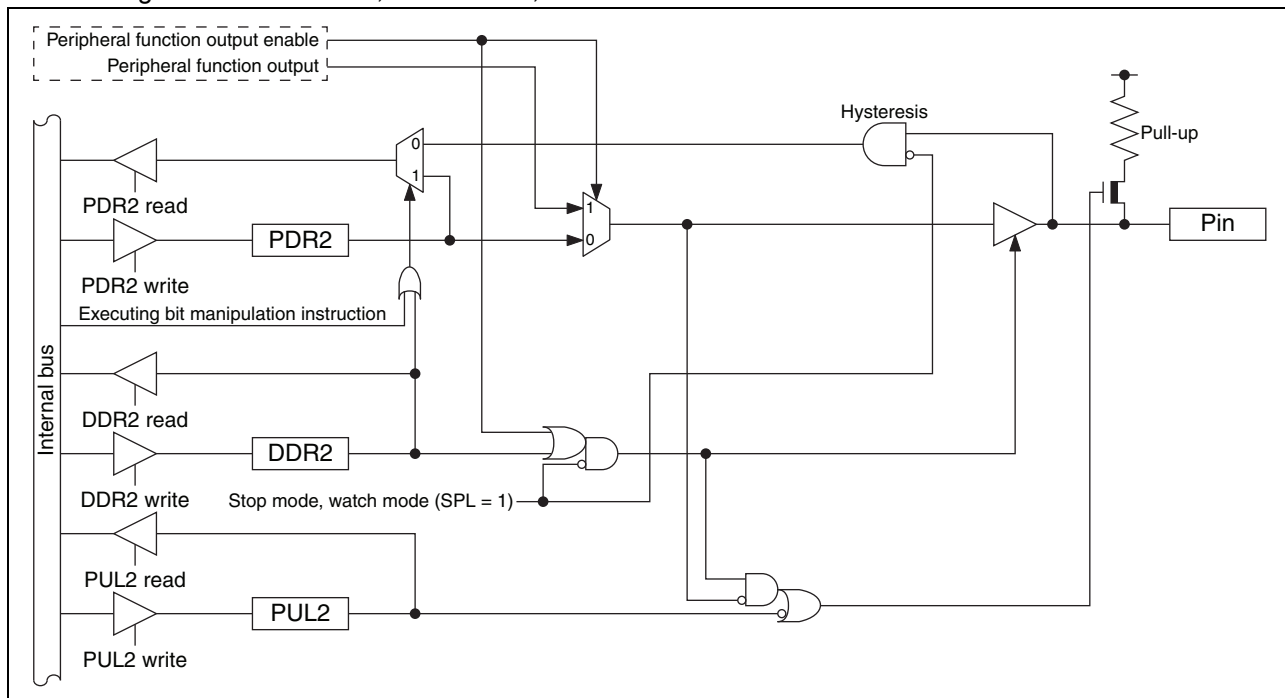 Peripheral function output enable
Peripheral function output
Hysteresis
Pull-up
0
1
PDR2 read
1
PDR2
0
Pin
PDR2 write
Executing bit manipulation instruction
Internal bus
DDR2 read
DDR2
DDR2 write
Stop mode, watch mode (SPL = 1)
PUL2 read
PUL2
PUL2 write